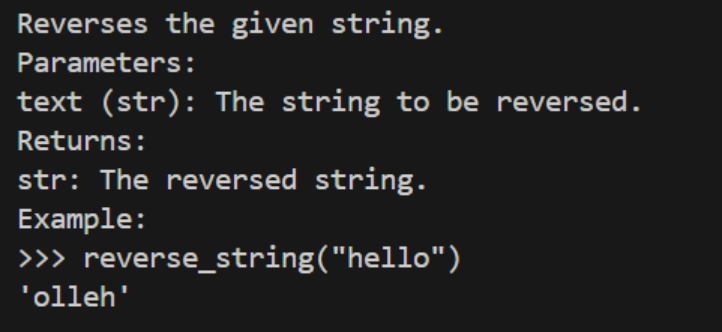 Reverses the given string.
Parameters:
text (str): The string to be reversed.
Returns:
str: The reversed string.
Example:
>>> reverse_string("hello")
'olleh'